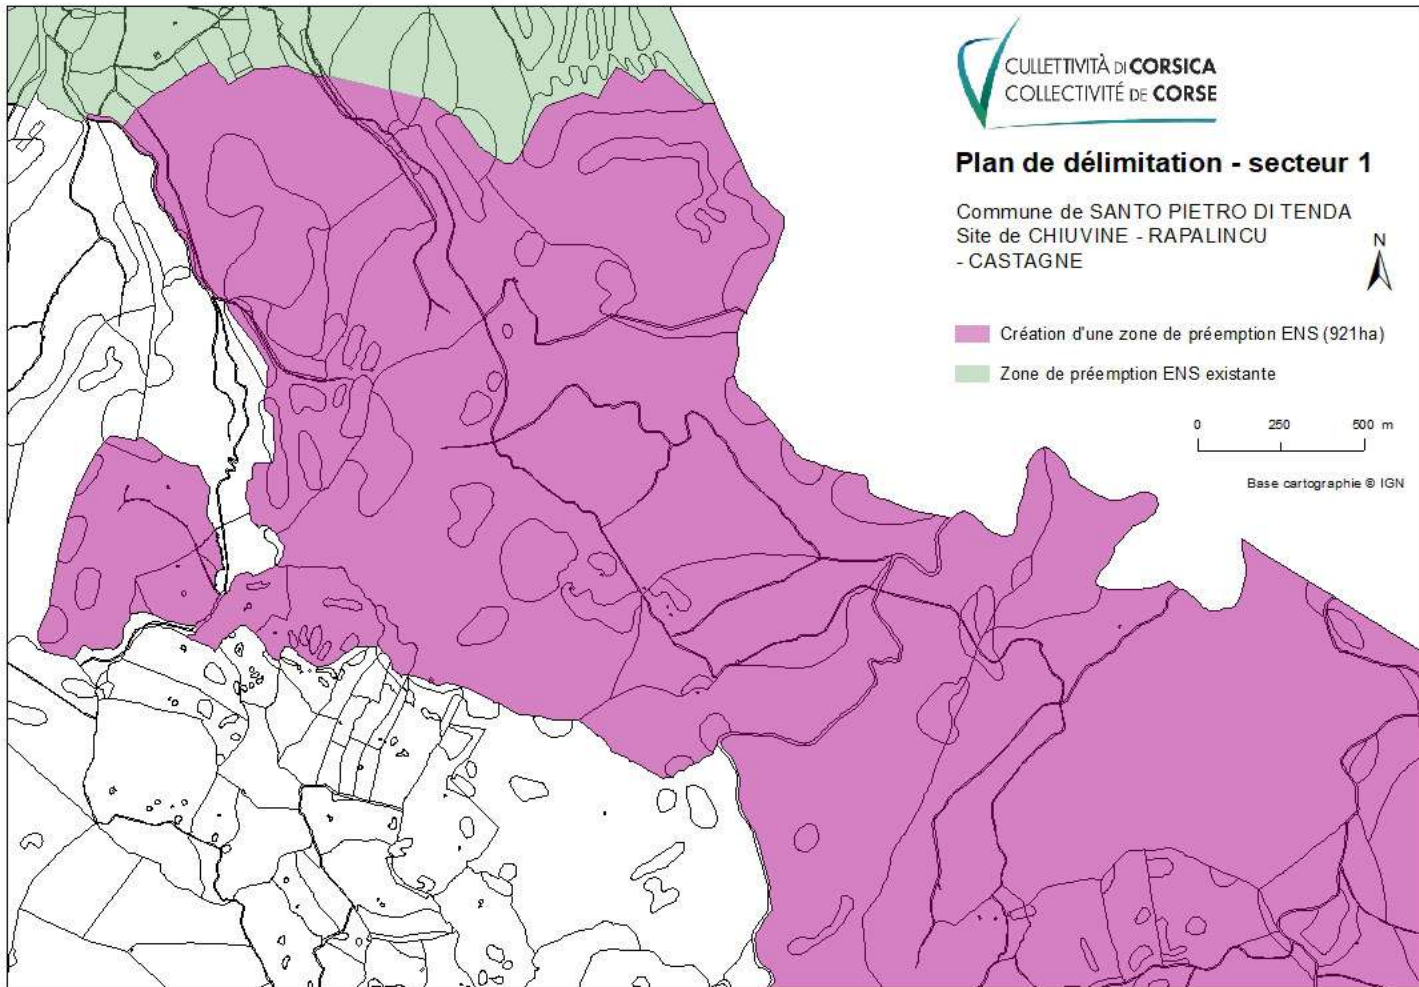 CULLETTIVITÀ DI CORSICA
COLLECTIVITÉ DE CORSE
Plan de délimitation - secteur 1
Commune de SANTO PIETRO DI TENDA
Site de CHIUVINE - RAPALINCU
- CASTAGNE
N
Création d'une zone de préemption ENS (921ha)
Zone de préemption ENS existante
0 250 500 m
Base cartographie © IGN